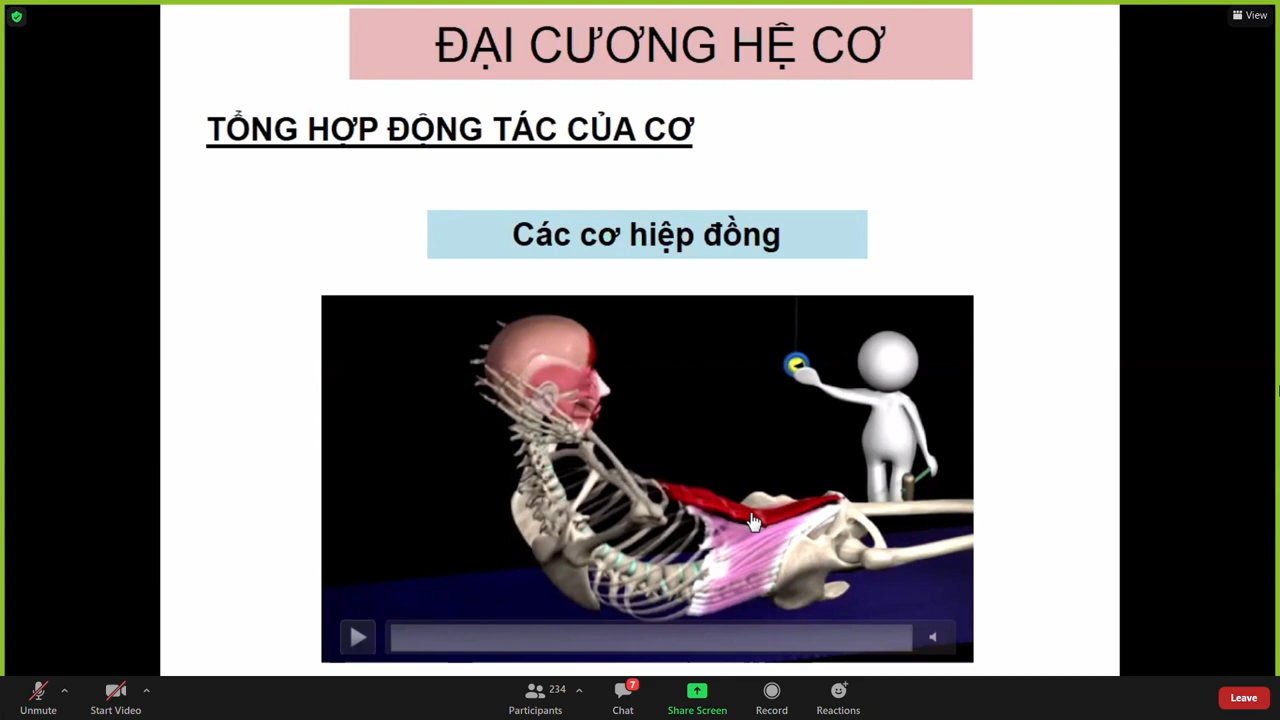 View
ĐẠI CƯƠNG HỆ CƠ
TỔNG HỢP ĐỘNG TÁC CỦA CƠ
Các cơ hiệp đồng
234
7
Unmute
Start Video
Participants
Chat
Share Screen
Record
Reactions
Leave